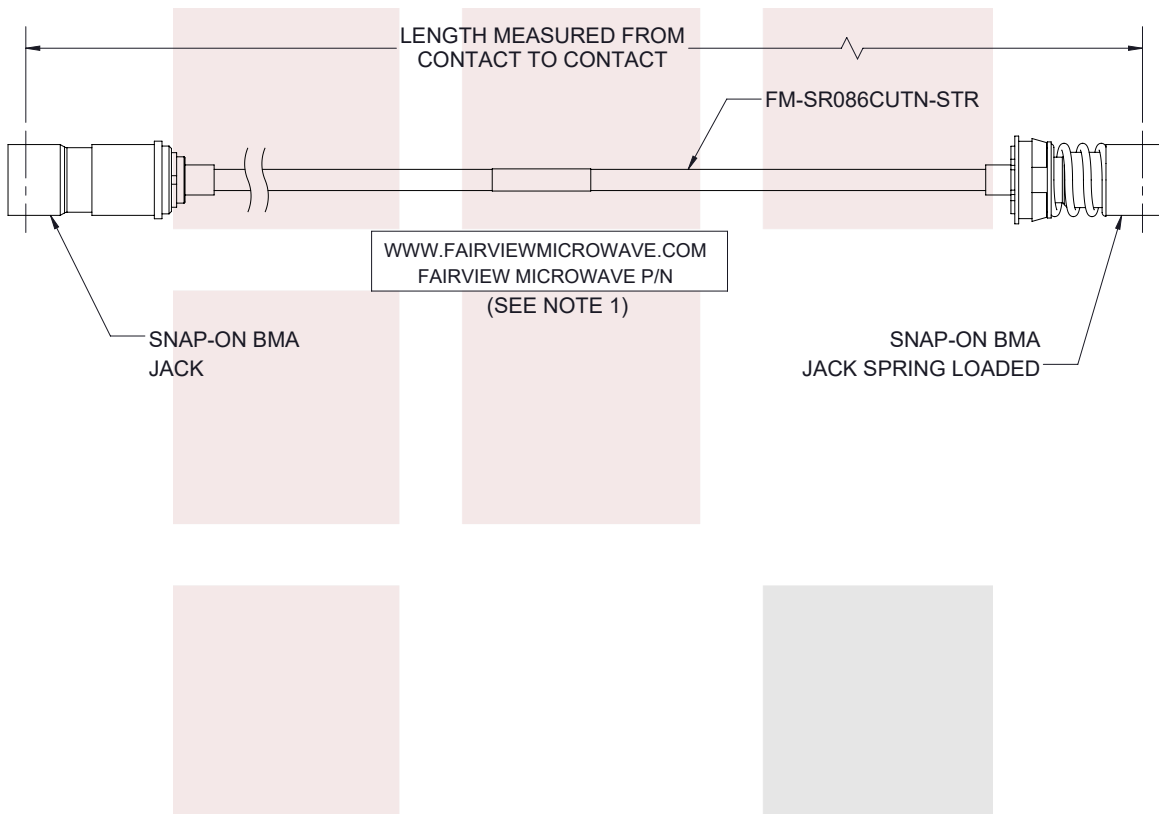 LENGTH MEASURED FROM
CONTACT TO CONTACT
FM-SR086CUTN-STR
WWW.FAIRVIEWMICROWAVE.COM
FAIRVIEW MICROWAVE P/N
(SEE NOTE 1)
SNAP-ON BMA
JACK
SNAP-ON BMA
JACK SPRING LOADED